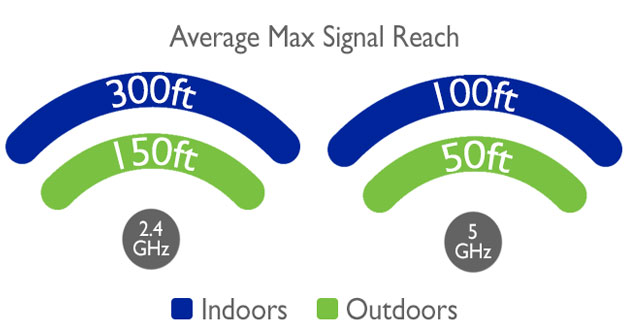 Average Max Signal Reach
300ft
150ft
2.4
GHz
100ft
50ft
5
GHz
Indoors
Outdoors